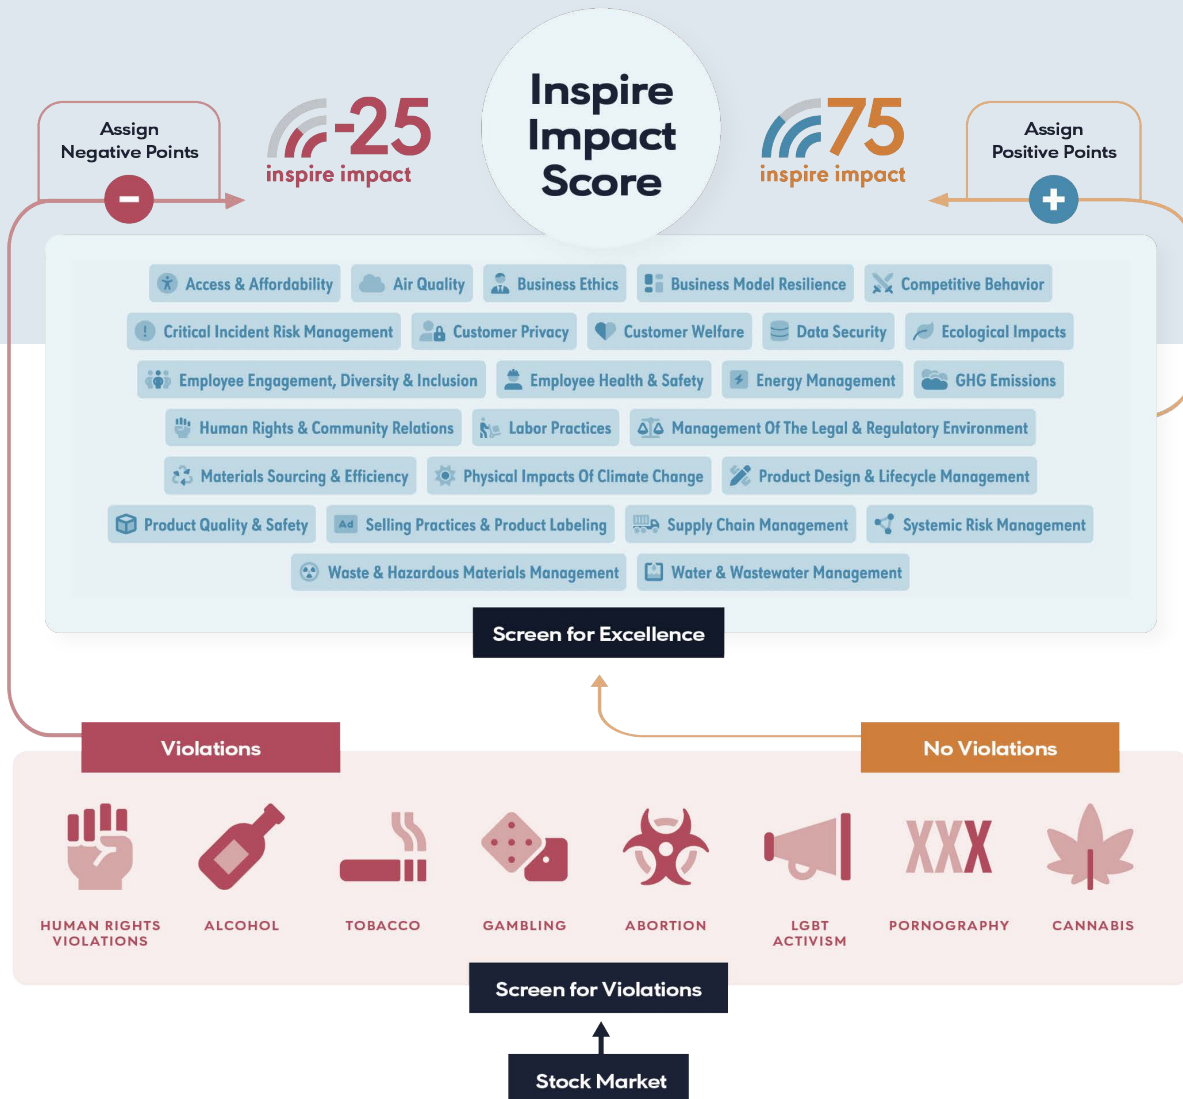 Inspire
Impact
Score
Assign
Negative Points
-25
inspire impact
75
inspire impact
Assign
Positive Points
Access & Affordability
Air Quality
Business Ethics
Business Model Resilience
Competitive Behavior
Critical Incident Risk Management
Customer Privacy
Customer Welfare
Data Security
Ecological Impacts
Employee Engagement, Diversity & Inclusion
Employee Health & Safety
Energy Management
GHG Emissions
Human Rights & Community Relations
Labor Practices
Management Of The Legal & Regulatory Environment
Materials Sourcing & Efficiency
Physical Impacts Of Climate Change
Product Design & Lifecycle Management
Product Quality & Safety
Ad
Selling Practices & Product Labeling
Supply Chain Management
Systemic Risk Management
Waste & Hazardous Materials Management
Water & Wastewater Management
Screen for Excellence
Violations
No Violations
XXX
HUMAN RIGHTS
VIOLATIONS
ALCOHOL
TOBACCO
GAMBLING
ABORTION
LGBT
ACTIVISM
PORNOGRAPHY
CANNABIS
Screen for Violations
Stock Market